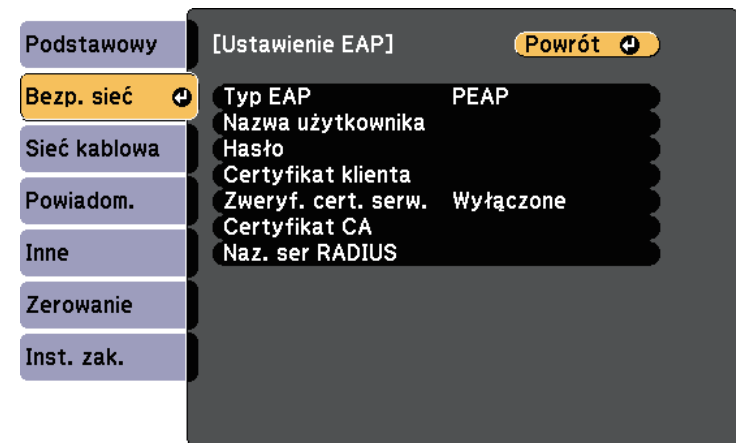 Podstawowy
Bezp. sieć
Sieć kablowa
Powiadom.
Inne
Zerowanie
Inst. zak.
[Ustawienie EAP] Powrót
Typ EAP PEAP
Nazwa użytkownika
Hasło
Certyfikat klienta
Zweryf. cert. serw. Wyłączone
Certyfikat CA
Naz. ser RADIUS